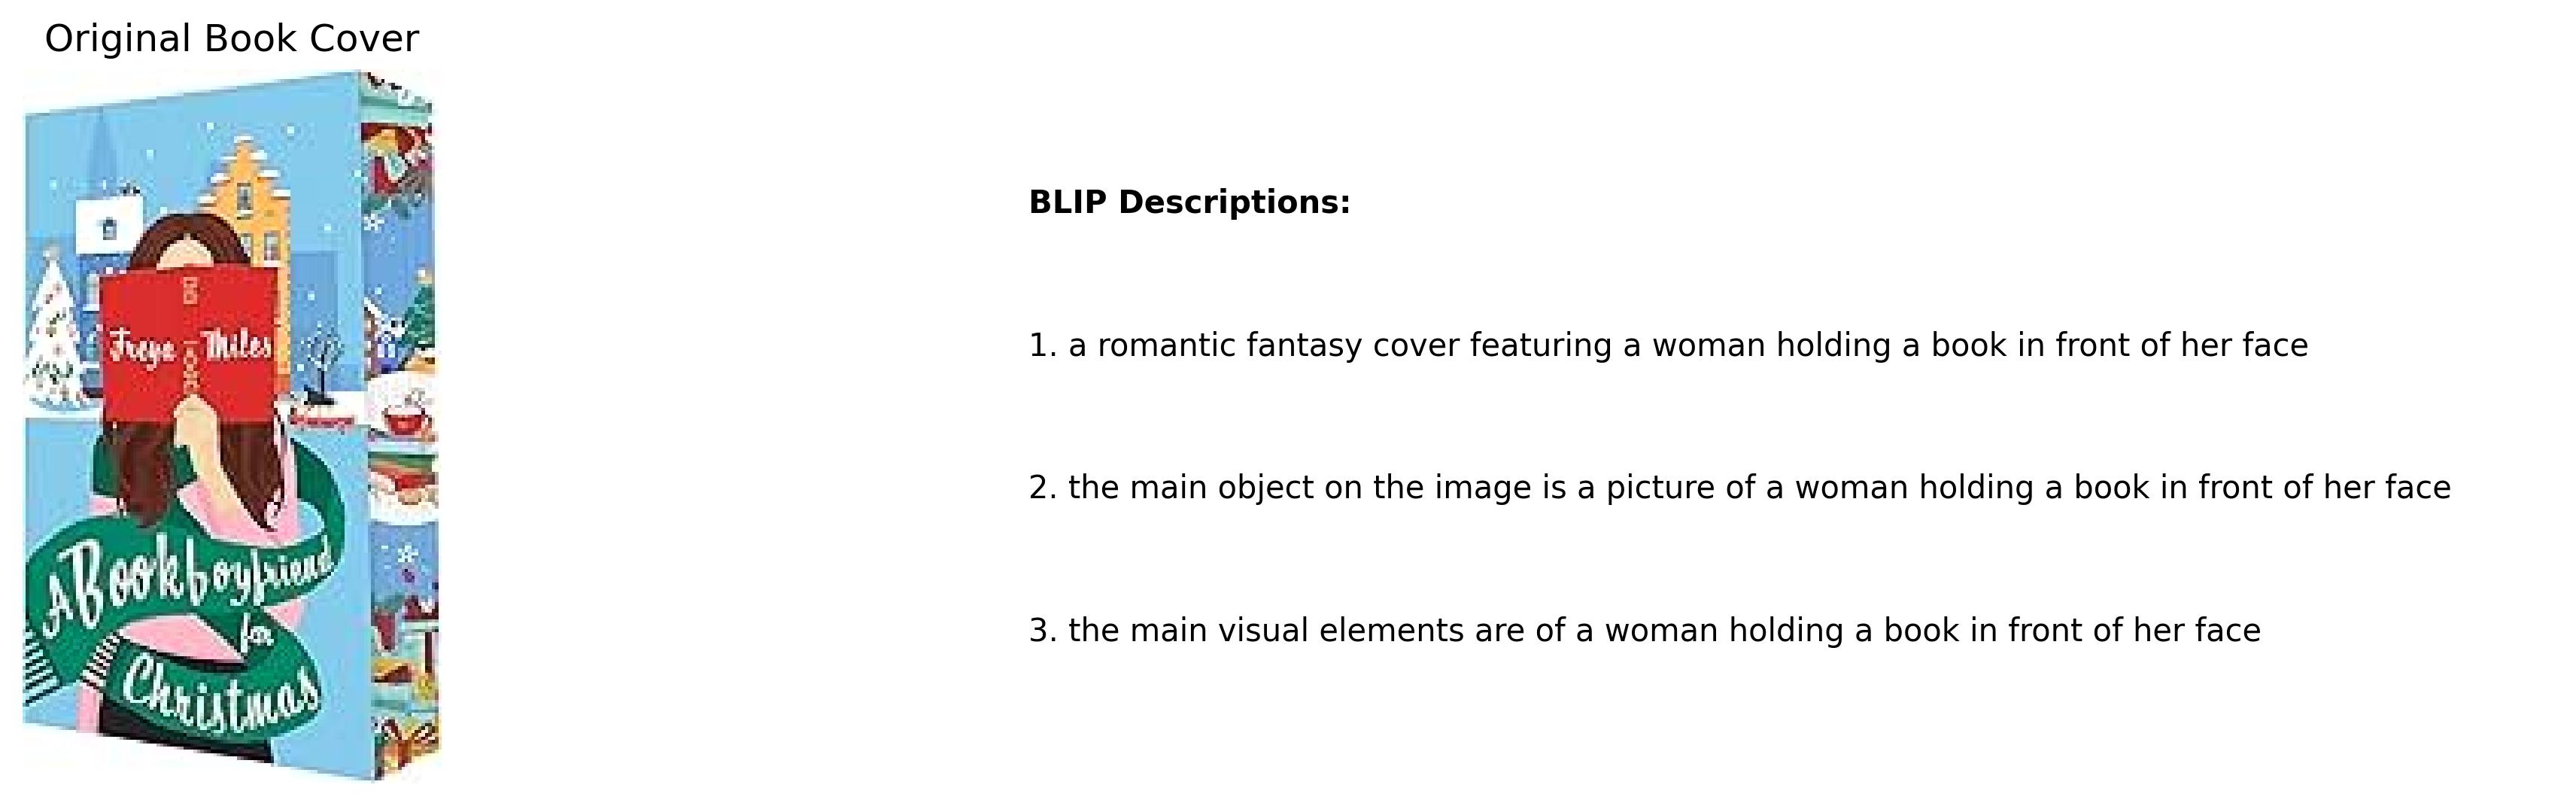 Original Book Cover
Freya Miles
A Bookboyfriend
for
Christmas
BLIP Descriptions:
1. a romantic fantasy cover featuring a woman holding a book in front of her face
2. the main object on the image is a picture of a woman holding a book in front of her face
3. the main visual elements are of a woman holding a book in front of her face